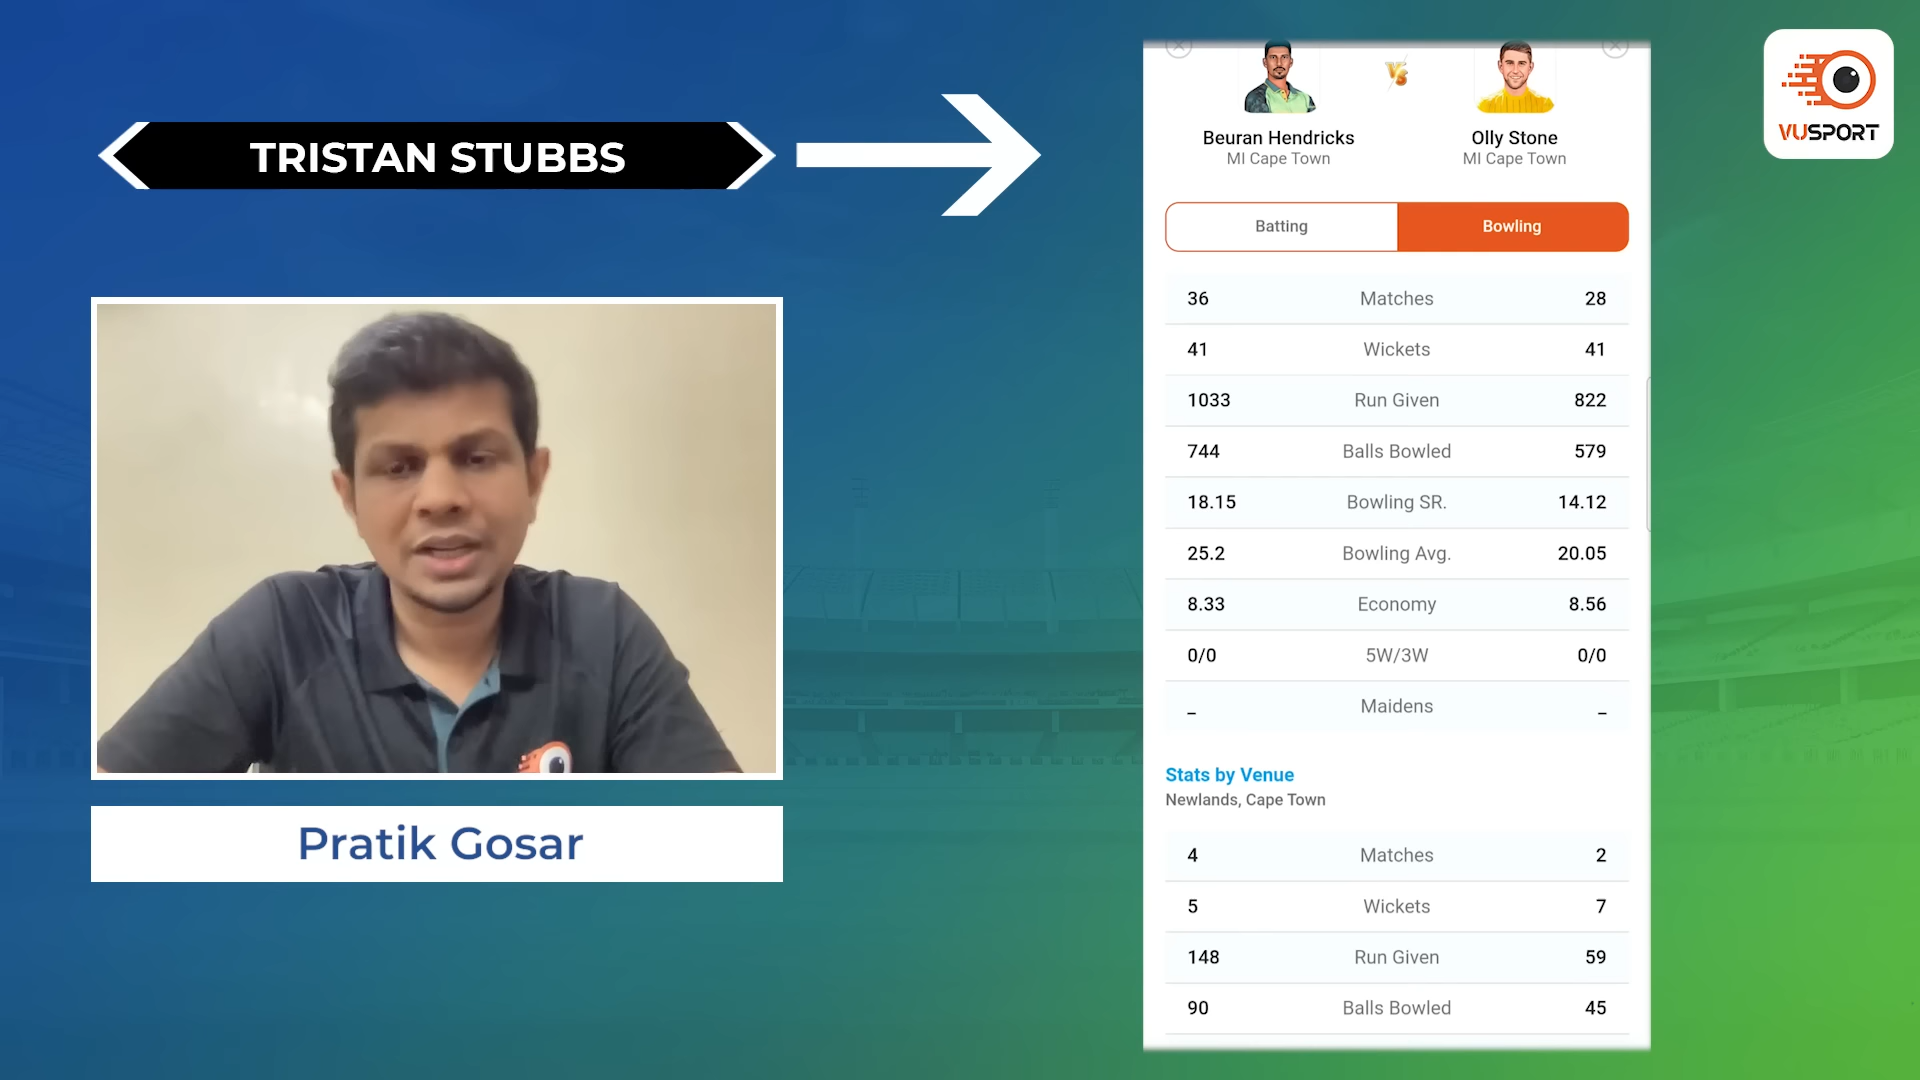 TRISTAN STUBBS
Pratik Gosar
VS
Beuran Hendricks
Olly Stone
MI Cape Town
MI Cape Town
Batting
Bowling
36 Matches 28
41 Wickets 41
1033 Run Given 822
744 Balls Bowled 579
18.15 Bowling SR. 14.12
25.2 Bowling Avg. 20.05
8.33 Economy 8.56
0/0 5W/3W 0/0
– Maidens –
Stats by Venue
Newlands, Cape Town
4 Matches 2
5 Wickets 7
148 Run Given 59
90 Balls Bowled 45
VUSPORT